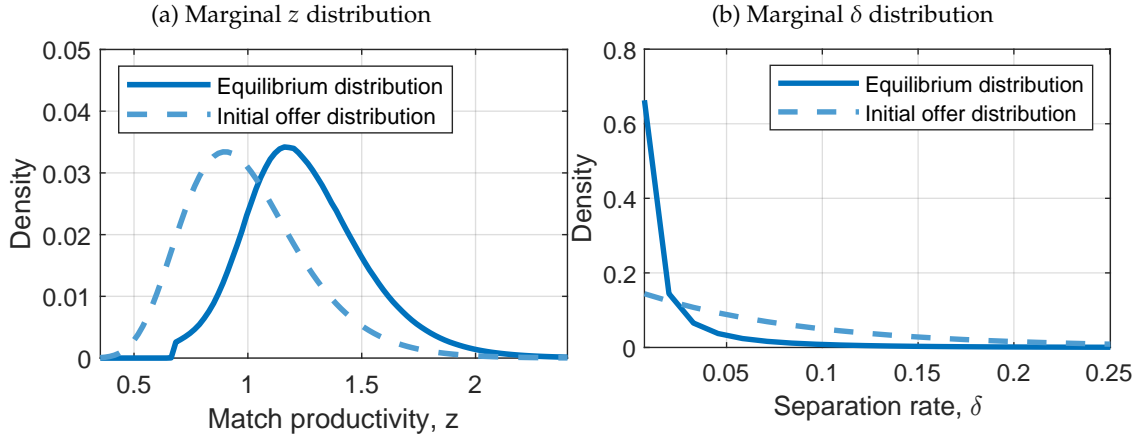 (a) Marginal z distribution
0.05
0.04
0.03
0.02
0.01
0
Density
Equilibrium distribution
Initial offer distribution
0.5
1
1.5
2
Match productivity, z
(b) Marginal δ distribution
0.8
0.6
0.4
0.2
0
Density
Equilibrium distribution
Initial offer distribution
0.05
0.1
0.15
0.2
0.25
Separation rate, δ